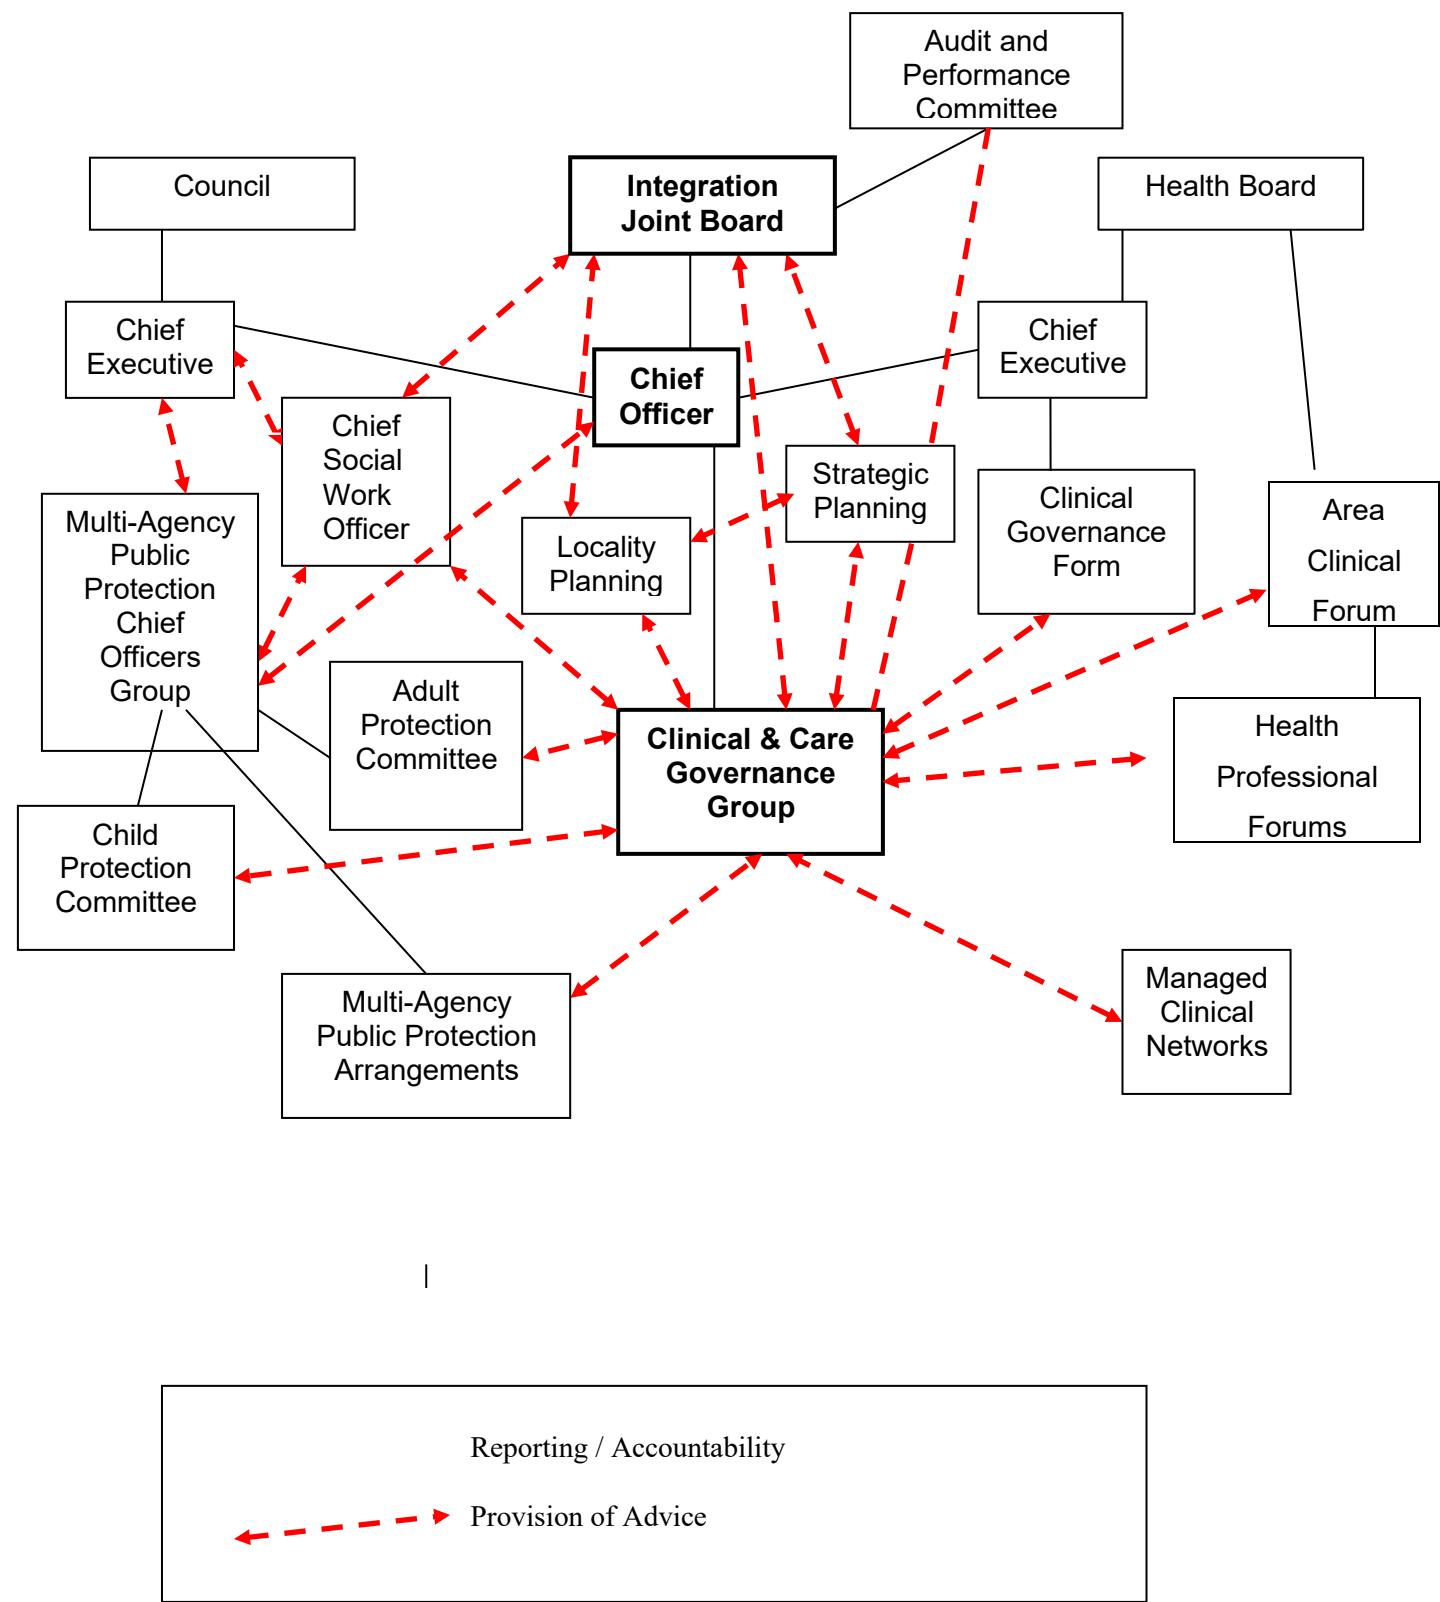 Audit and
Performance
Committee
Council
Integration
Joint Board
Health Board
Chief
Executive
Chief
Officer
Chief
Executive
Chief
Social
Work
Officer
Strategic
Planning
Multi-Agency
Public
Protection
Chief
Officers
Group
Locality
Planning
Clinical
Governance
Form
Area
Clinical
Forum
Adult
Protection
Committee
Clinical & Care
Governance
Group
Health
Professional
Forums
Child
Protection
Committee
Multi-Agency
Public Protection
Arrangements
Managed
Clinical
Networks
Reporting / Accountability
Provision of Advice